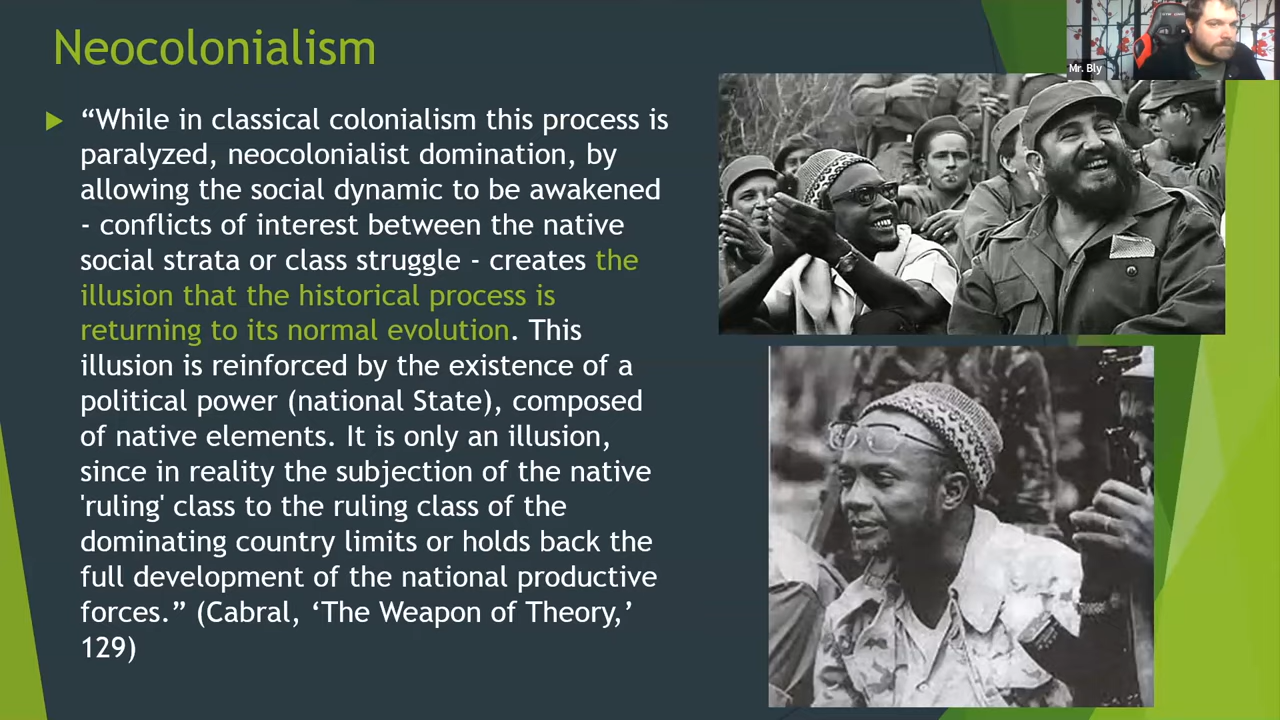 Neocolonialism
Mr. Bly
“While in classical colonialism this process is
paralyzed, neocolonialist domination, by
allowing the social dynamic to be awakened
- conflicts of interest between the native
social strata or class struggle - creates the
illusion that the historical process is
returning to its normal evolution. This
illusion is reinforced by the existence of a
political power (national State), composed
of native elements. It is only an illusion,
since in reality the subjection of the native
'ruling' class to the ruling class of the
dominating country limits or holds back the
full development of the national productive
forces.” (Cabral, ‘The Weapon of Theory,’
129)